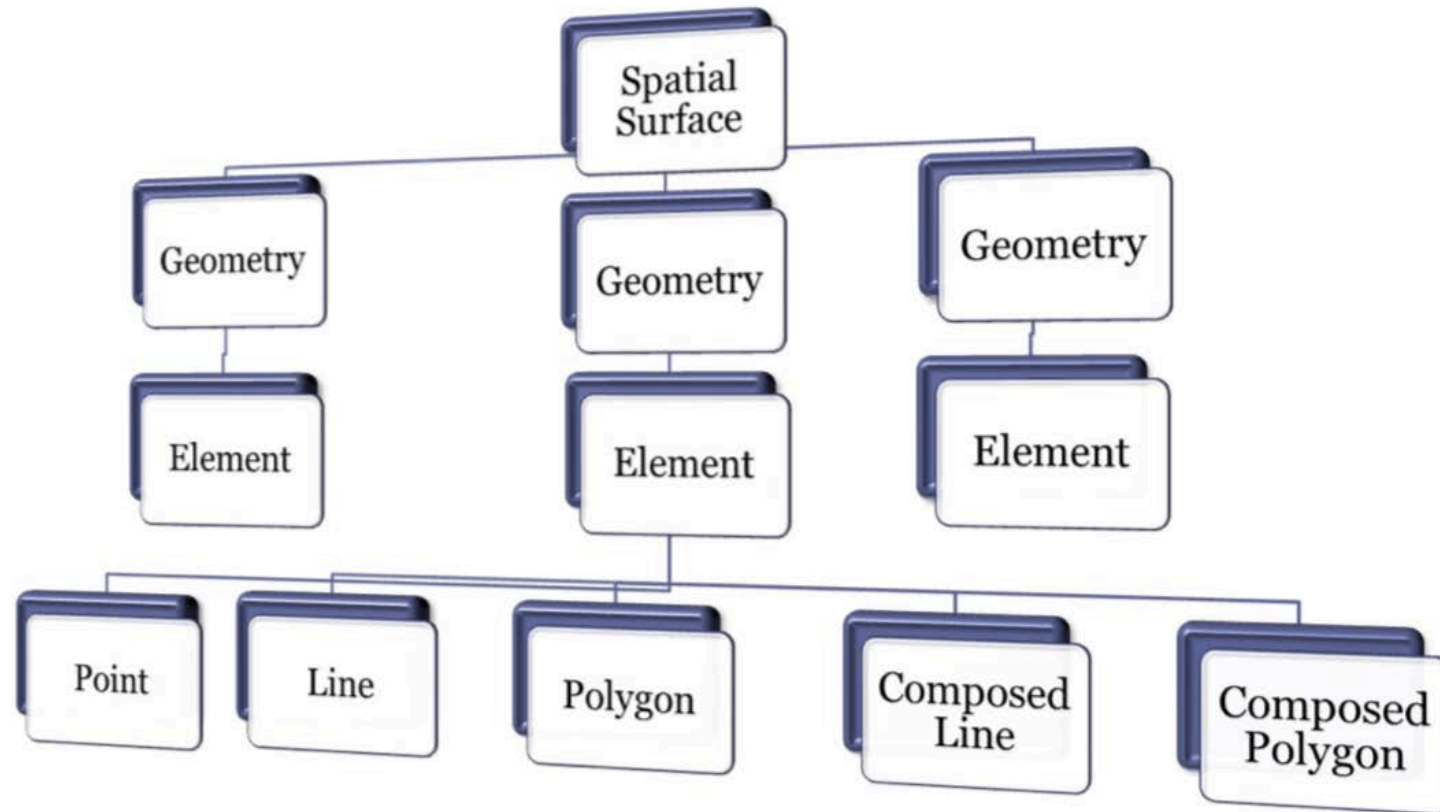 Spatial
Surface
Geometry
Geometry
Geometry
Element
Element
Element
Point
Line
Polygon
Composed
Line
Composed
Polygon